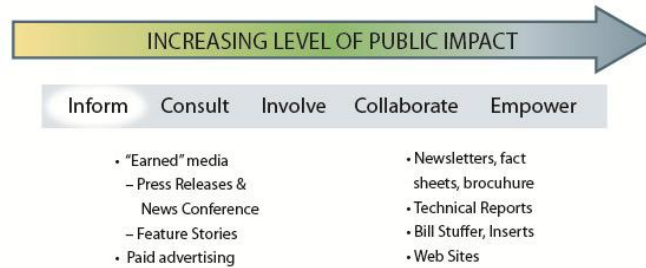 INCREASING LEVEL OF PUBLIC IMPACT
Inform Consult Involve Collaborate Empower
• "Earned" media
– Press Releases &
News Conference
– Feature Stories
• Paid advertising
• Newsletters, fact
sheets, brocuhure
• Technical Reports
• Bill Stuffer, Inserts
• Web Sites